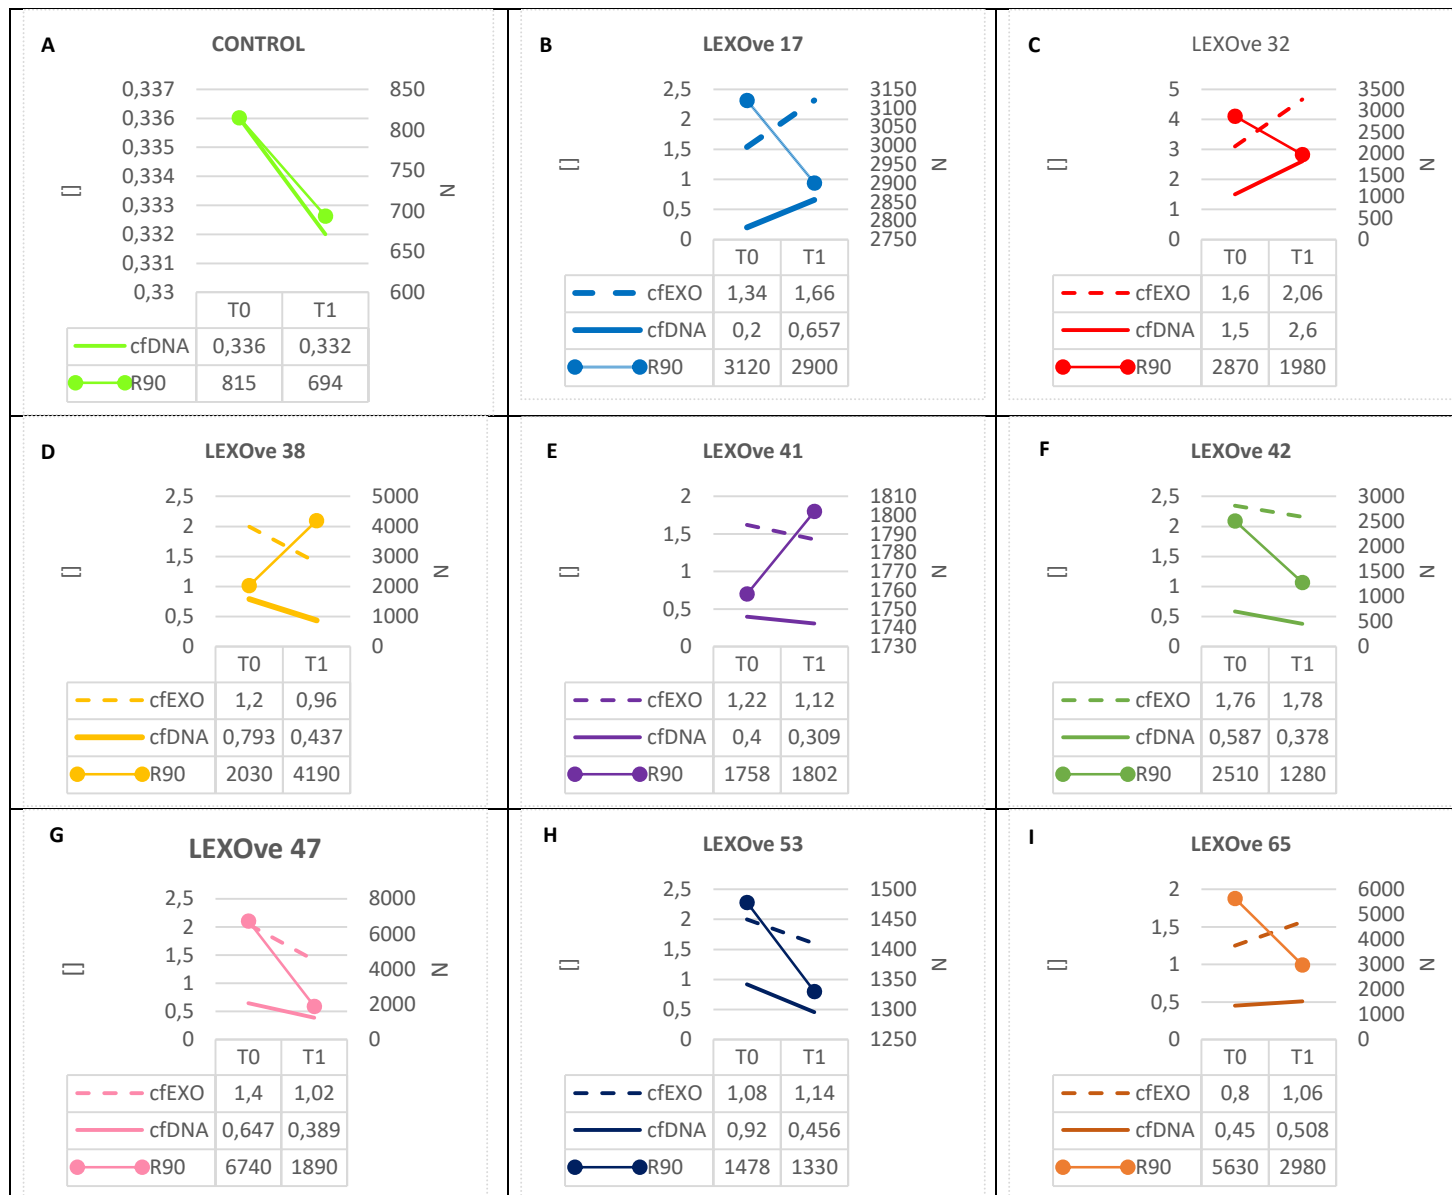 A CONTROL
0,337 850
0,336 800
0,335 750
0,334
0,333 700
0,332 650
0,331
0,33 600
[] N
T0 T1
cfDNA 0,336 0,332
R90 815 694
B LEXOve 17
2,5 2 1,5 1 0,5 0
3150 3100 3050 3000 2950 2900 2850 2800 2750
[] N
T0 T1
cfEXO 1,34 1,66
cfDNA 0,2 0,657
R90 3120 2900
C LEXOve 32
5 4 3 2 1 0
3500 3000 2500 2000 1500 1000 500 0
[] N
T0 T1
cfEXO 1,6 2,06
cfDNA 1,5 2,6
R90 2870 1980
D LEXOve 38
2,5 2 1,5 1 0,5 0
5000 4000 3000 2000 1000 0
[] N
T0 T1
cfEXO 1,2 0,96
cfDNA 0,793 0,437
R90 2030 4190
E LEXOve 41
2 1,5 1 0,5 0
1810 1800 1790 1780 1770 1760 1750 1740 1730
[] N
T0 T1
cfEXO 1,22 1,12
cfDNA 0,4 0,309
R90 1758 1802
F LEXOve 42
2,5 2 1,5 1 0,5 0
3000 2500 2000 1500 1000 500 0
[] N
T0 T1
cfEXO 1,76 1,78
cfDNA 0,587 0,378
R90 2510 1280
G LEXOve 47
2,5 2 1,5 1 0,5 0
8000 6000 4000 2000 0
[] N
T0 T1
cfEXO 1,4 1,02
cfDNA 0,647 0,389
R90 6740 1890
H LEXOve 53
2,5 2 1,5 1 0,5 0
1500 1450 1400 1350 1300 1250
[] N
T0 T1
cfEXO 1,08 1,14
cfDNA 0,92 0,456
R90 1478 1330
I LEXOve 65
2 1,5 1 0,5 0
6000 5000 4000 3000 2000 1000 0
[] N
T0 T1
cfEXO 0,8 1,06
cfDNA 0,45 0,508
R90 5630 2980